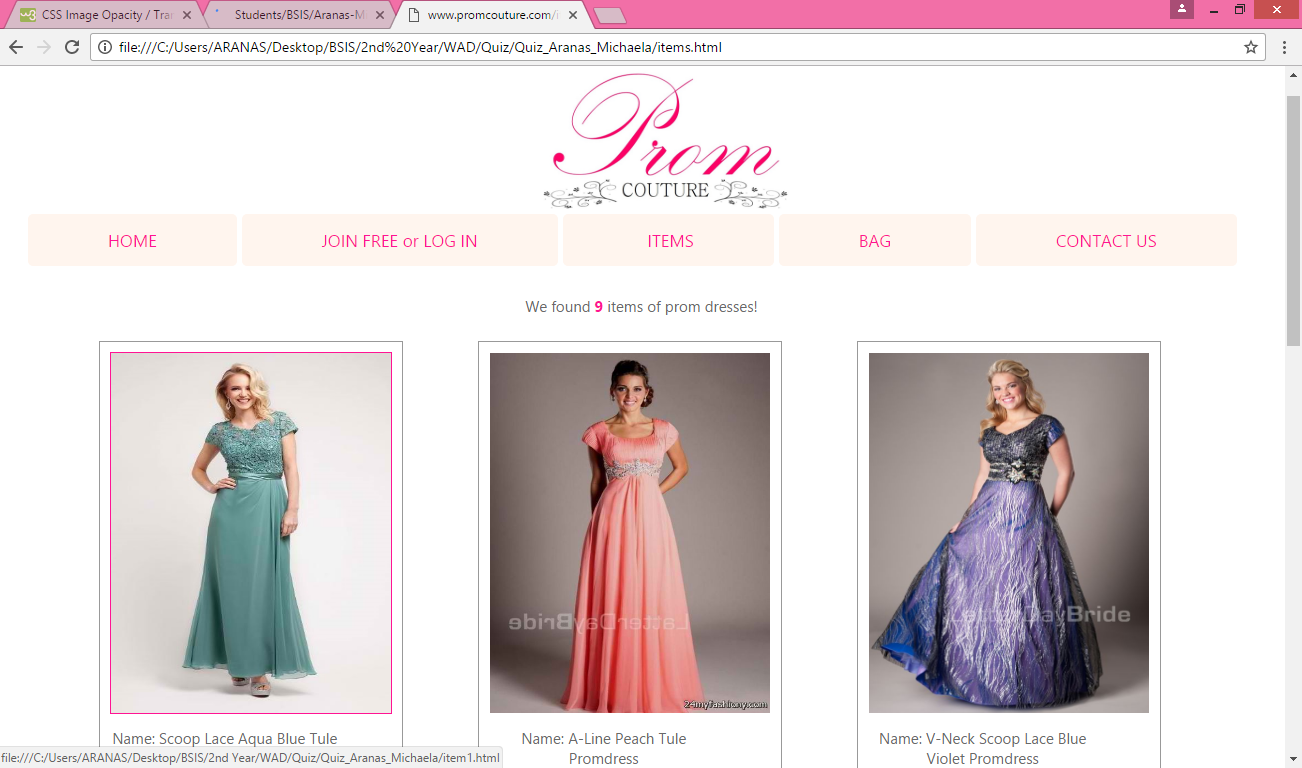 CSS Image Opacity / Tra
Students/BSIS/Aranas-M
www.promcouture.com/i
file:///C:/Users/ARANAS/Desktop/BSIS/2nd%20Year/WAD/Quiz/Quiz_Aranas_Michaela/items.html
Prom
COUTURE
HOME
JOIN FREE or LOG IN
ITEMS
BAG
CONTACT US
We found 9 items of prom dresses!
LatterDayBride
24-myfashiony.com
LatterDayBride
Name: Scoop Lace Aqua Blue Tule
Name: A-Line Peach Tule
Promdress
Name: V-Neck Scoop Lace Blue
Violet Promdress
file:///C:/Users/ARANAS/Desktop/BSIS/2nd Year/WAD/Quiz/Quiz_Aranas_Michaela/item1.html